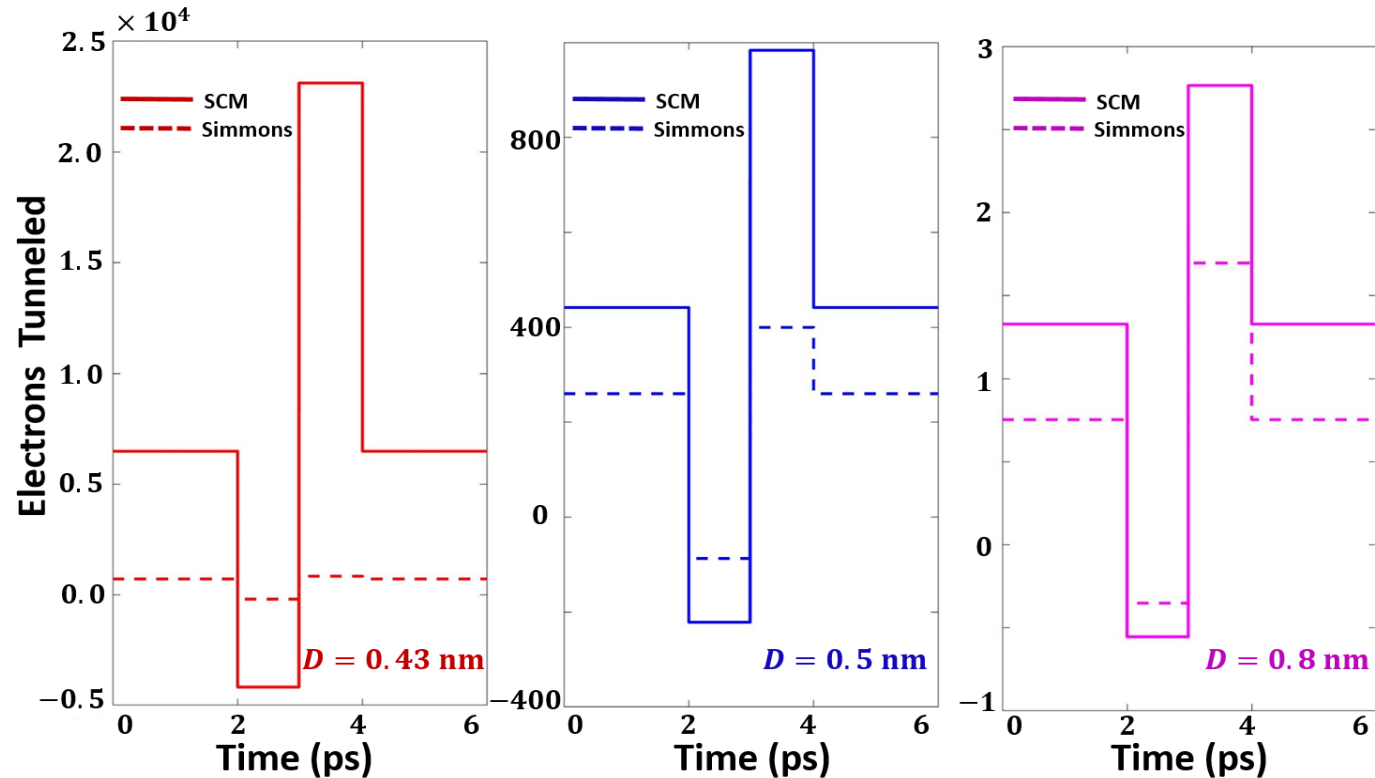 × 10⁴
Electrons Tunneled
2.5
2.0
1.5
1.0
0.5
0.0
−0.5
SCM
Simmons
D = 0.43 nm
0 2 4 6
Time (ps)
800
400
0
−400
SCM
Simmons
D = 0.5 nm
0 2 4 6
Time (ps)
3
2
1
0
−1
SCM
Simmons
D = 0.8 nm
0 2 4 6
Time (ps)